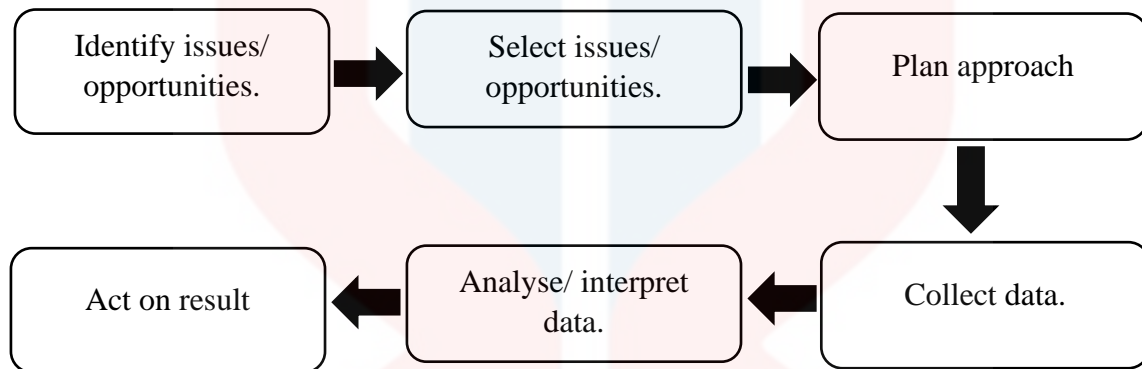 Identify issues/
opportunities.
Select issues/
opportunities.
Plan approach
Collect data.
Analyse/ interpret
data.
Act on result